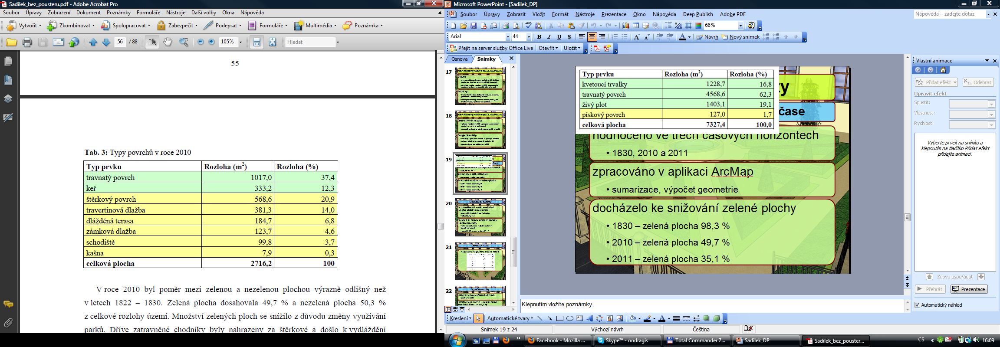 Sadilek_bez_pousteru.pdf - Adobe Acrobat Pro
Soubor Úpravy Zobrazení Dokument Poznámky Formuláře Nástroje Další volby Okna Nápověda
Vytvořit Zkombinovat Spolupracovat Zabezpečit Podepsat Formuláře Multimédia Poznámka
56 / 88 105% Hledat
55
Tab. 3: Typy povrchů v roce 2010
Typ prvku Rozloha (m²) Rozloha (%)
travnatý povrch 1017,0 37,4
keř 333,2 12,3
štěrkový povrch 568,6 20,9
travertinová dlažba 381,3 14,0
dlážděná terasa 184,7 6,8
zámková dlažba 123,7 4,6
schodiště 99,8 3,7
kašna 7,9 0,3
celková plocha 2716,2 100
V roce 2010 byl poměr mezi zelenou a nezelenou plochou výrazně odlišný než
v letech 1822 – 1830. Zelená plocha dosahovala 49,7 % a nezelená plocha 50,3 %
z celkové rozlohy území. Množství zelených ploch se snížilo z důvodu změny využívání
parků. Dříve zatravněné chodníky byly nahrazeny za štěrkové a došlo k vydláždění
Microsoft PowerPoint - [Sadilek_DP]
Soubor Úpravy Zobrazit Vložit Formát Nástroje Prezentace Okno Nápověda Deep Publish Adobe PDF
Nápověda – zadejte dotaz
66%
Arial 44 B I U S A A A Návrh Nový snímek
Přejít na server služby Office Live Otevřít Uložit
Osnova Snímky
17
18
19
20
21
22
Typ prvku Rozloha (m²) Rozloha (%)
kvetoucí trvalky 1228,7 16,8
travnatý povrch 4568,6 62,3
živý plot 1403,1 19,1
pískový povrch 127,0 1,7
celková plocha 7327,4 100,0
čase
hodnoceno ve třech časových horizontech
• 1830, 2010 a 2011
zpracováno v aplikaci ArcMap
• sumarizace, výpočet geometrie
docházelo ke snižování zelené plochy
• 1830 – zelená plocha 98,3 %
• 2010 – zelená plocha 49,7 %
• 2011 – zelená plocha 35,1 %
Klepnutím vložíte poznámky.
Vlastní animace
Přidat efekt Odebrat
Upravit efekt
Spustit:
Vlastnost:
Rychlost:
Vyberte prvek na snímku a
klepnutím na tlačítko Přidat efekt
přidejte animaci.
Znovu uspořádat
Přehrát Prezentace
Automatický náhled
Kreslení Automatické tvary
Snímek 19 z 24 Výchozí návrh Čeština
Facebook - Mozilla ... Skype™ - ondragis Total Commander 7... Sadilek_DP Sadilek_bez_pouster... CS 16:09